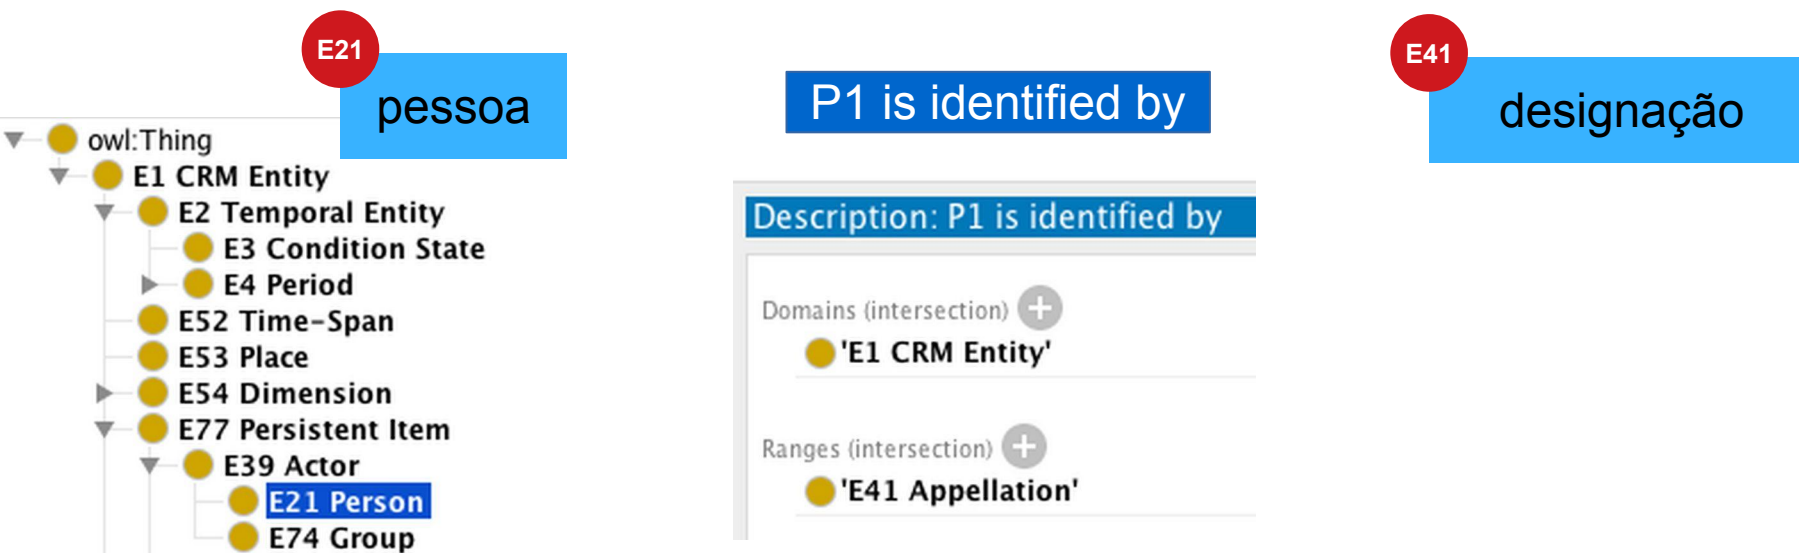 E21
pessoa
owl:Thing
E1 CRM Entity
E2 Temporal Entity
E3 Condition State
E4 Period
E52 Time-Span
E53 Place
E54 Dimension
E77 Persistent Item
E39 Actor
E21 Person
E74 Group
P1 is identified by
Description: P1 is identified by
Domains (intersection)
'E1 CRM Entity'
Ranges (intersection)
'E41 Appellation'
E41
designação